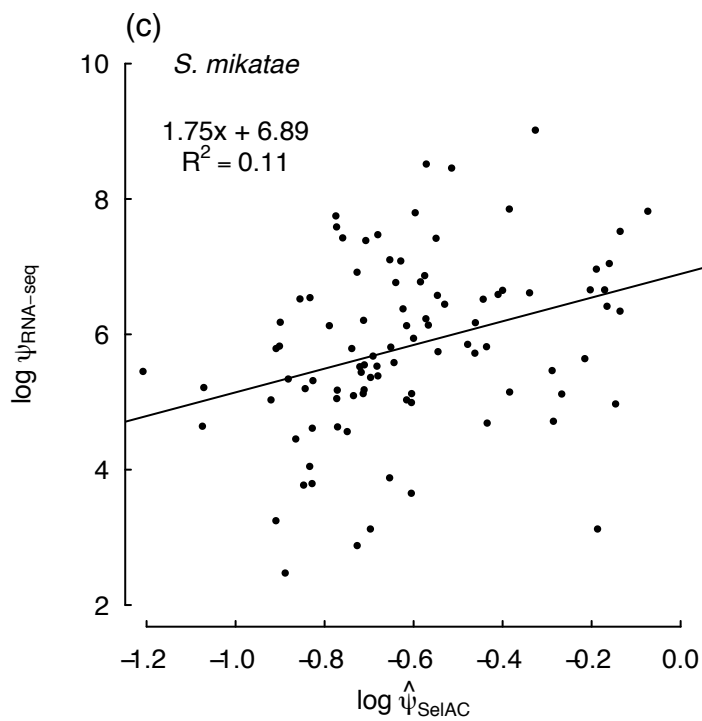 (c)
S. mikatae
1.75x + 6.89
R² = 0.11
10
8
6
4
2
log ψRNA−seq
−1.2 −1.0 −0.8 −0.6 −0.4 −0.2 0.0
log ψ̂SelAC